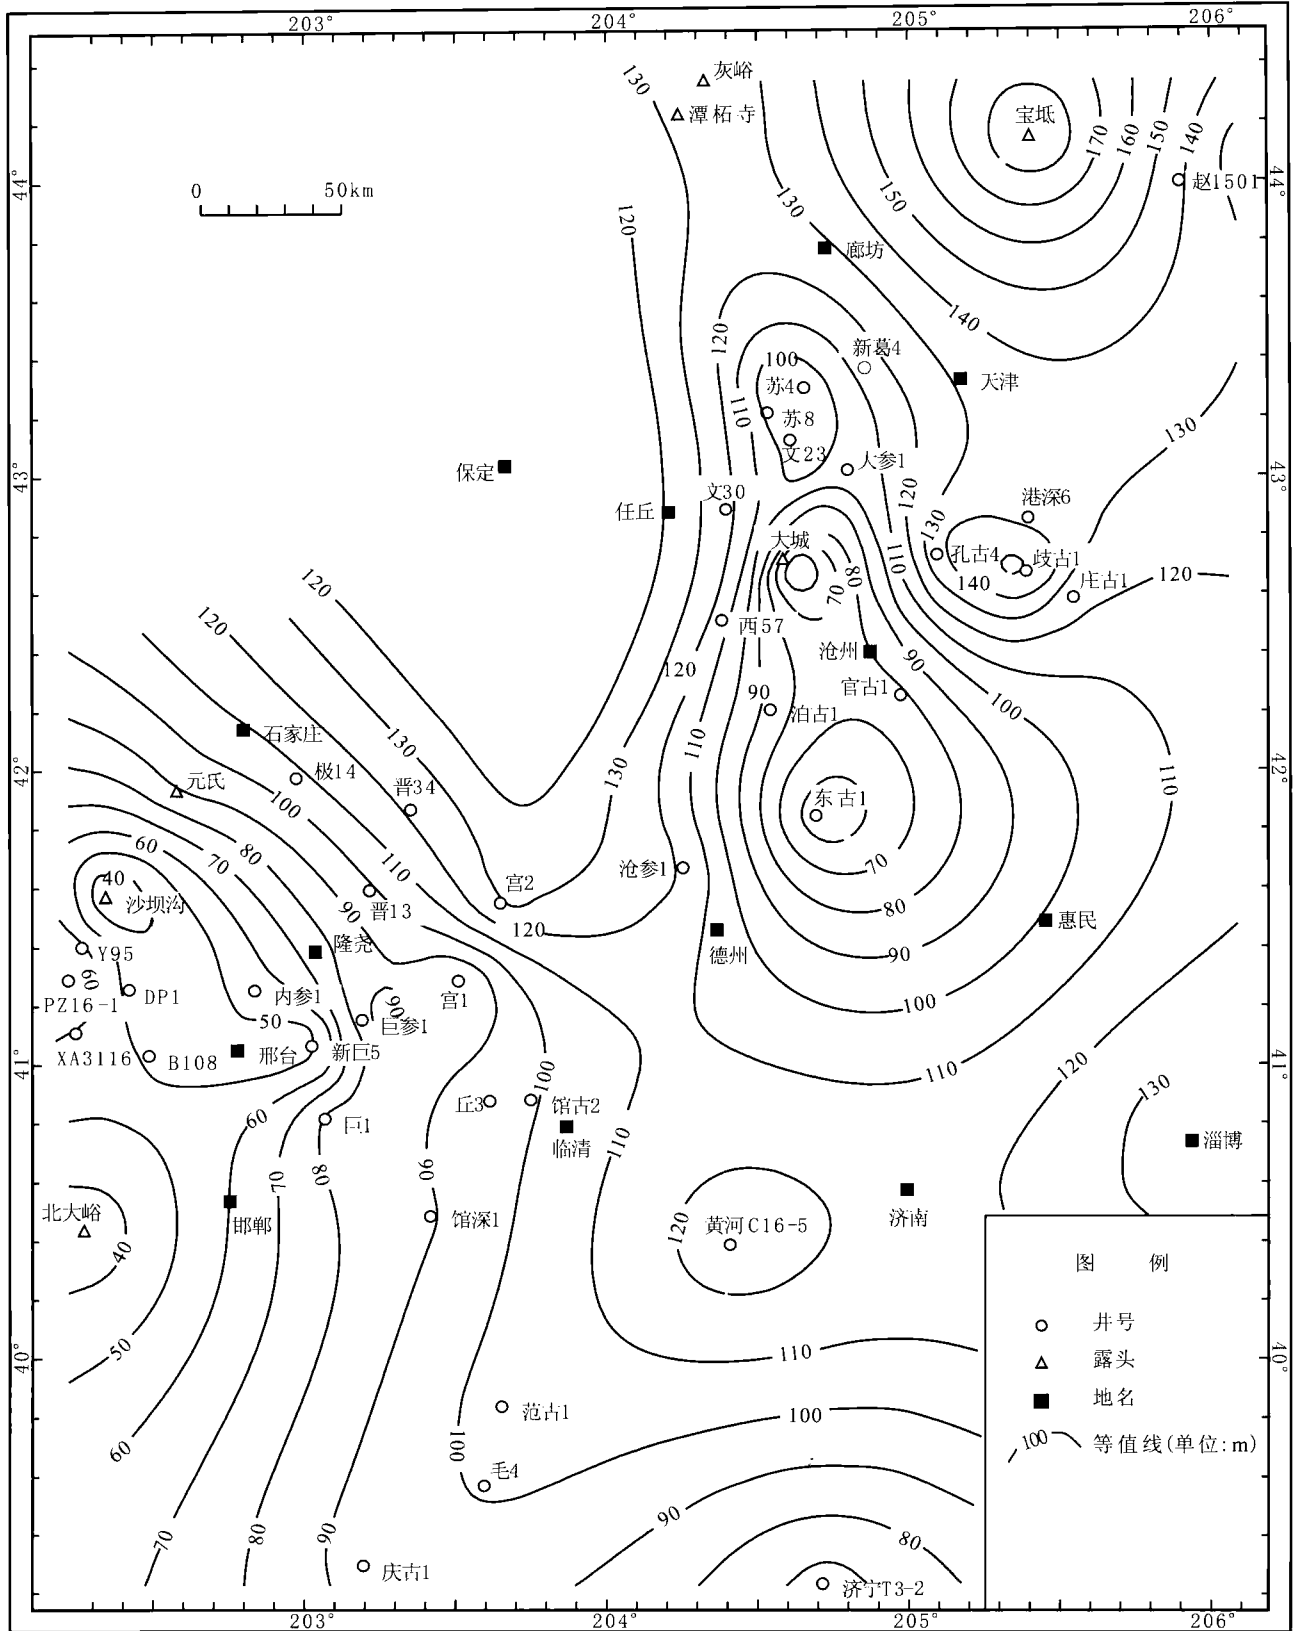 203°
204°
205°
206°
130
灰峪
潭柘寺
宝坻
170
160
150
140
赵1501
44°
44°
0
50km
120
130
150
廊坊
140
120
新葛4
100
苏4
天津
110
苏8
文23
130
43°
保定
大参1
43°
文30
120
港深6
任丘
130
大城
孔古4
歧古1
110
80
140
庄古1
120
70
120
120
西57
沧州
90
120
90
官古1
泊古1
100
石家庄
130
110
元氏
极14
晋34
130
110
42°
42°
100
东古1
60
80
70
110
70
40
沙坝沟
宫2
沧参1
90
晋13
80
120
惠民
隆尧
德州
Y95
90
60
PZ16-1
DP1
内参1
宫1
90
巨参1
100
50
XA3116
B108
邢台
新巨5
41°
110
120
41°
100
130
丘3
馆古2
60
巨1
临清
110
淄博
70
80
90
北大峪
邯郸
馆深1
120
黄河C16-5
济南
40
图 例
井号
50
110
露头
40°
40°
地名
60
范古1
100
100
100
等值线(单位:m)
毛4
90
70
80
90
80
庆古1
济宁T3-2
203°
204°
205°
206°